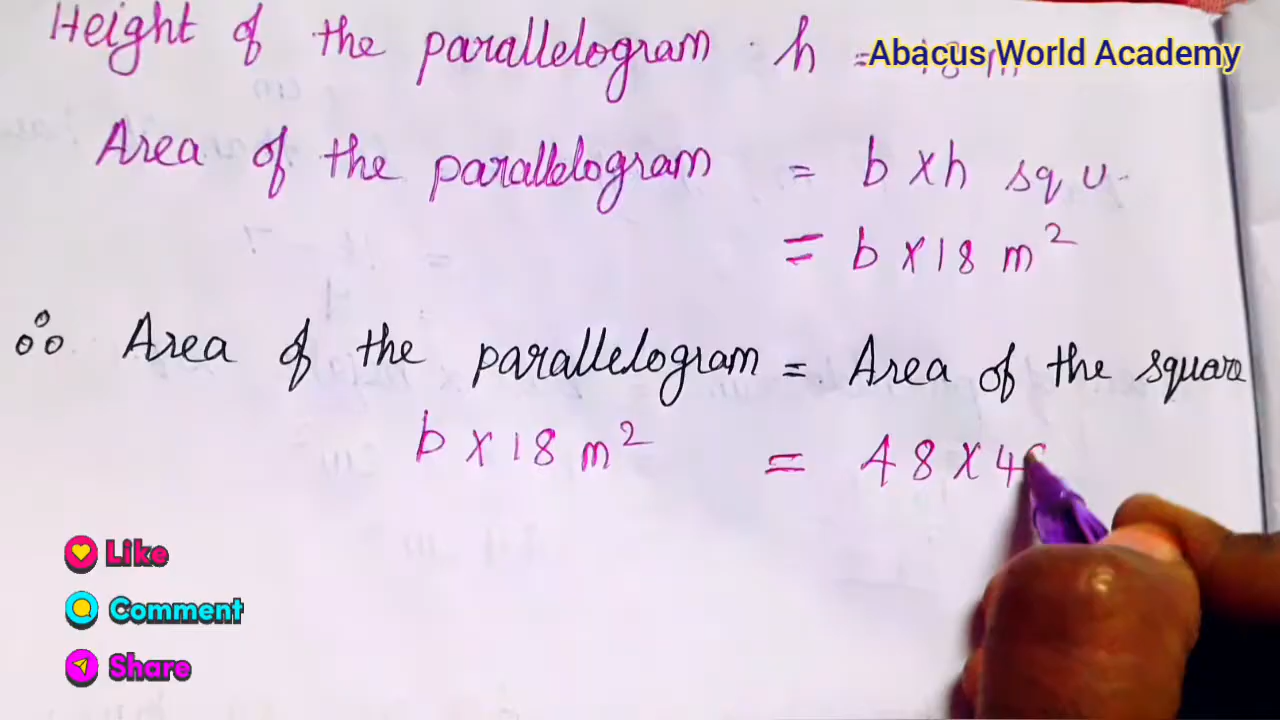 Height of the parallelogram . h =
Abacus World Academy
Area of the parallelogram = b x h squ.
= b x 18 m²
∴ Area of the parallelogram = Area of the square
b x 18 m² = 48 x 4
Like
Comment
Share